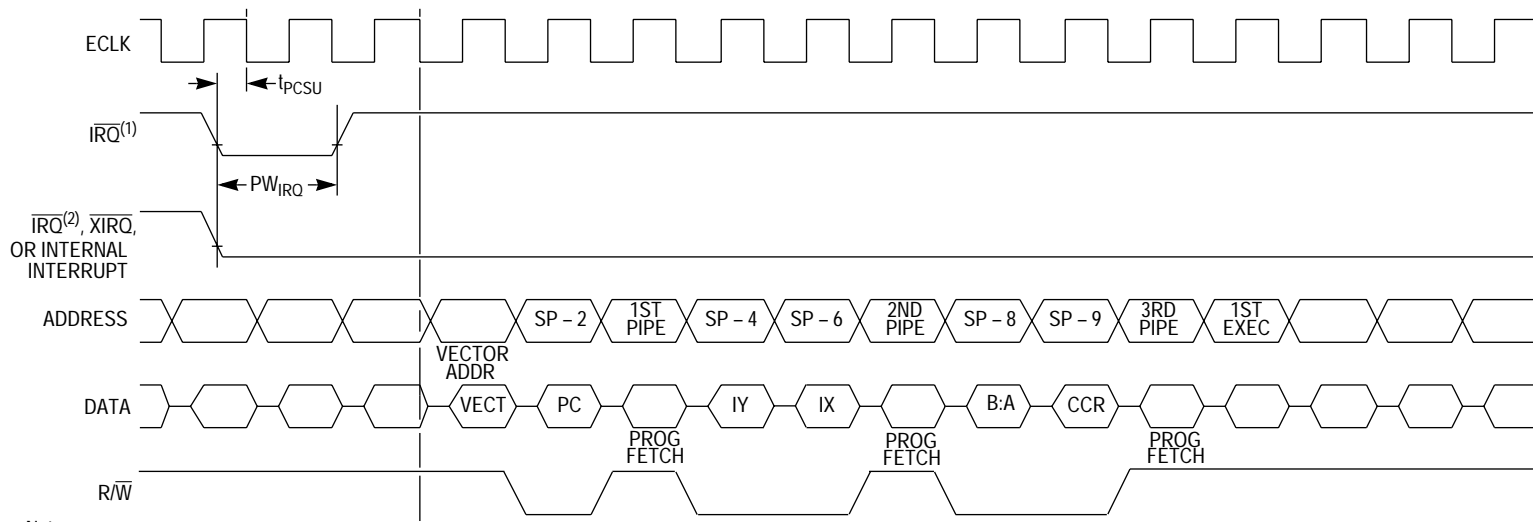 ECLK
tPCSU
IRQ(1)
PWIRQ
IRQ(2), XIRQ,
OR INTERNAL
INTERRUPT
ADDRESS
SP – 2
1ST
PIPE
SP – 4
SP – 6
2ND
PIPE
SP – 8
SP – 9
3RD
PIPE
1ST
EXEC
VECTOR
ADDR
DATA
VECT
PC
IY
IX
B:A
CCR
PROG
FETCH
PROG
FETCH
PROG
FETCH
R/W